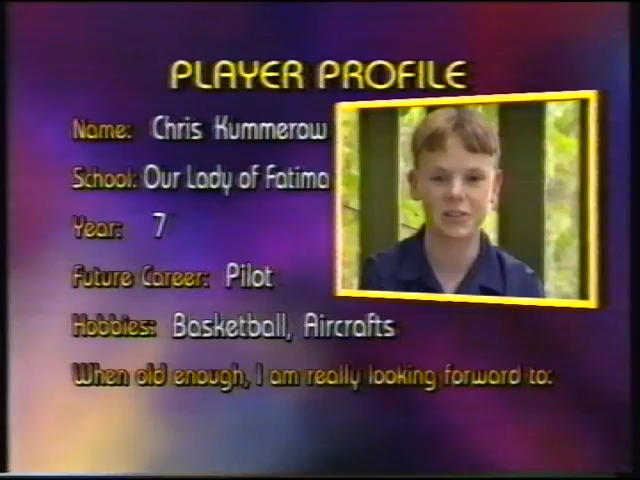 PLAYER PROFILE
Name: Chris Kummerow
School: Our Lady of Fatima
Year: 7
Future Career: Pilot
Hobbies: Basketball, Aircrafts
When old enough, I am really looking forward to: